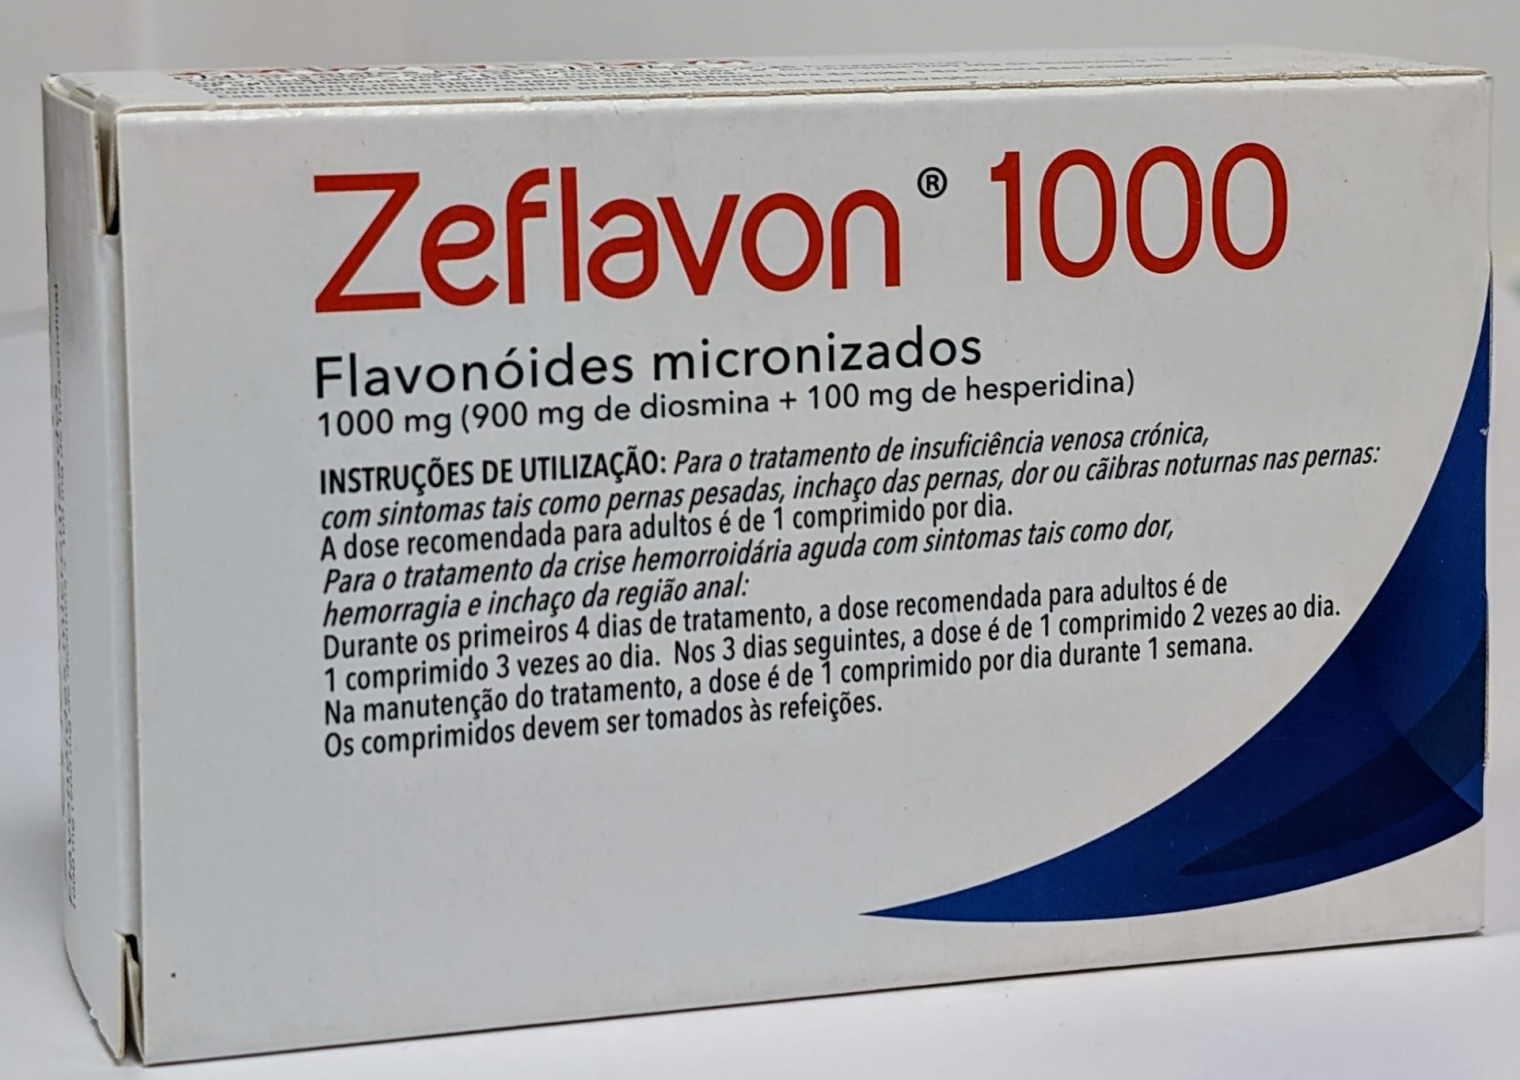 Zeflavon® 1000
Flavonóides micronizados
1000 mg (900 mg de diosmina + 100 mg de hesperidina)
INSTRUÇÕES DE UTILIZAÇÃO: Para o tratamento de insuficiência venosa crónica,
com sintomas tais como pernas pesadas, inchaço das pernas, dor ou cãibras noturnas nas pernas:
A dose recomendada para adultos é de 1 comprimido por dia.
Para o tratamento da crise hemorroidária aguda com sintomas tais como dor,
hemorragia e inchaço da região anal:
Durante os primeiros 4 dias de tratamento, a dose recomendada para adultos é de
1 comprimido 3 vezes ao dia. Nos 3 dias seguintes, a dose é de 1 comprimido 2 vezes ao dia.
Na manutenção do tratamento, a dose é de 1 comprimido por dia durante 1 semana.
Os comprimidos devem ser tomados às refeições.